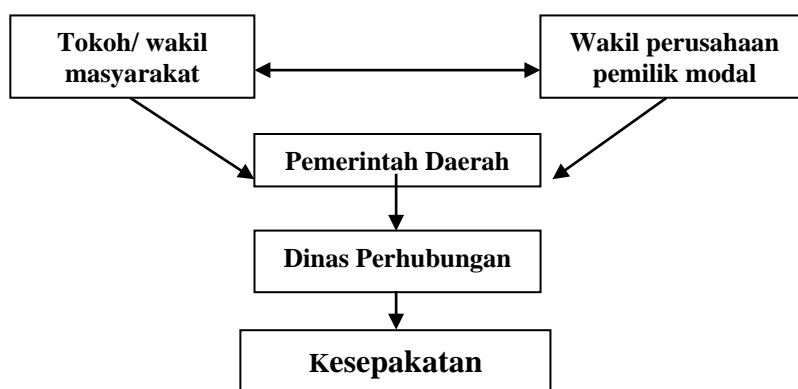 Tokoh/ wakil
masyarakat
Wakil perusahaan
pemilik modal
Pemerintah Daerah
Dinas Perhubungan
Kesepakatan